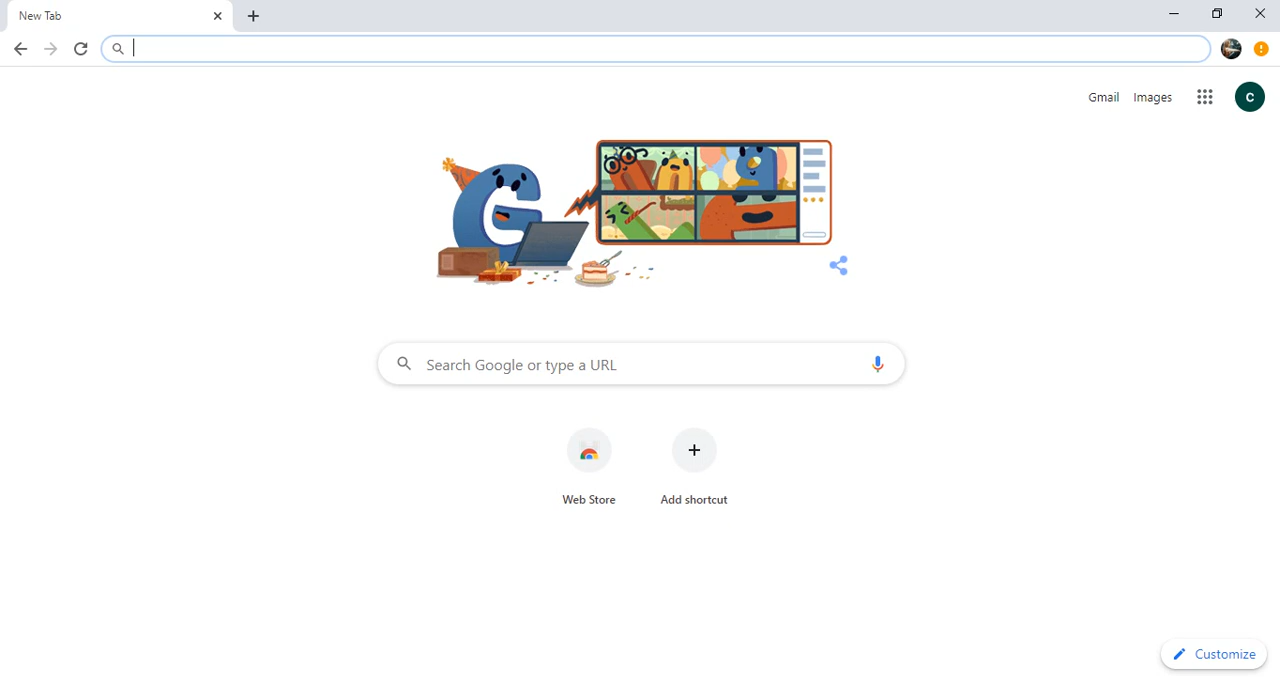 New Tab
Gmail Images C
Search Google or type a URL
Web Store Add shortcut
Customize